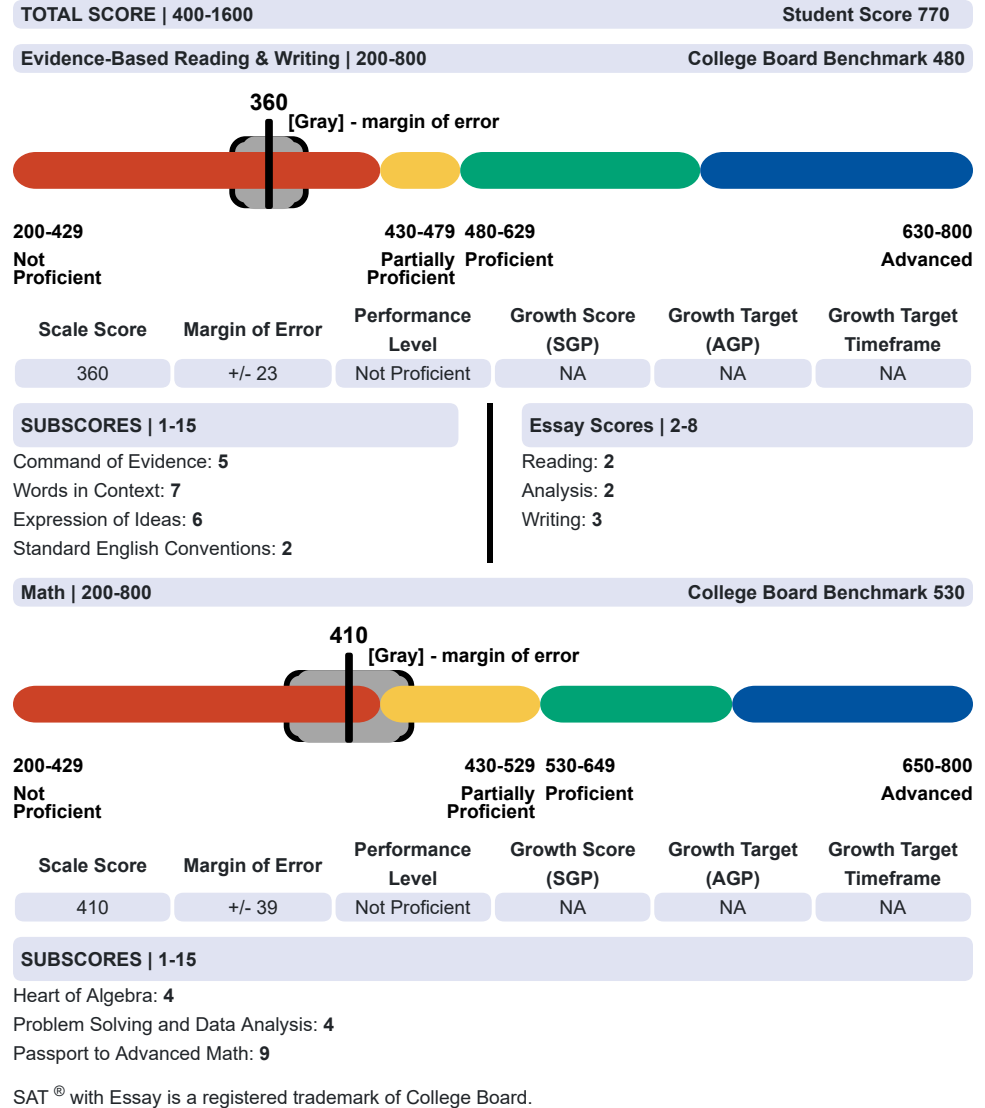 TOTAL SCORE | 400-1600 Student Score 770
Evidence-Based Reading & Writing | 200-800 College Board Benchmark 480
360
[Gray] - margin of error
200-429 430-479 480-629 630-800
Not Partially Proficient Advanced
Proficient Proficient
Performance Growth Score Growth Target Growth Target
Scale Score Margin of Error
Level (SGP) (AGP) Timeframe
360 +/- 23 Not Proficient NA NA NA
SUBSCORES | 1-15
Command of Evidence: 5
Words in Context: 7
Expression of Ideas: 6
Standard English Conventions: 2
Essay Scores | 2-8
Reading: 2
Analysis: 2
Writing: 3
Math | 200-800 College Board Benchmark 530
410
[Gray] - margin of error
200-429 430-529 530-649 650-800
Not Partially Proficient Advanced
Proficient Proficient
Performance Growth Score Growth Target Growth Target
Scale Score Margin of Error
Level (SGP) (AGP) Timeframe
410 +/- 39 Not Proficient NA NA NA
SUBSCORES | 1-15
Heart of Algebra: 4
Problem Solving and Data Analysis: 4
Passport to Advanced Math: 9
SAT ® with Essay is a registered trademark of College Board.